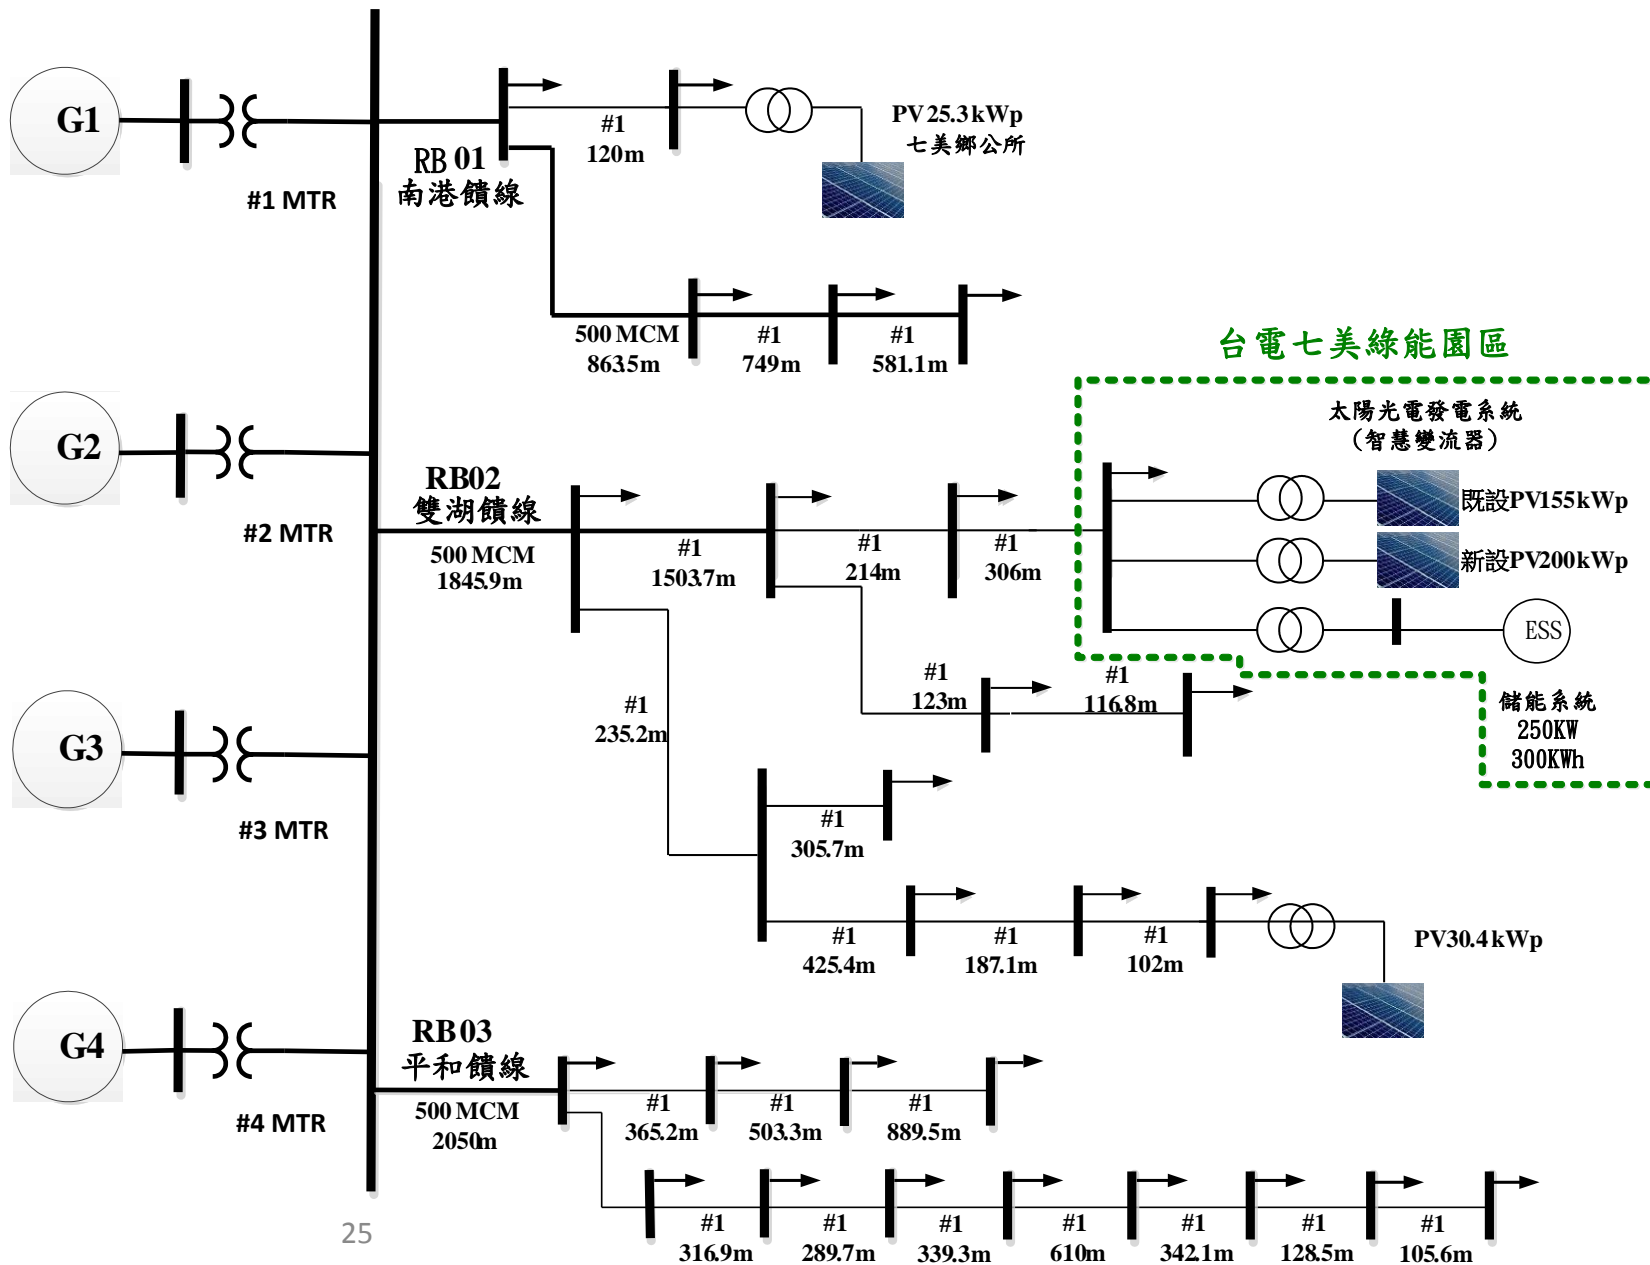 G1
#1 MTR
RB 01
南港饋線
#1
120m
PV25.3kWp
七美鄉公所
500 MCM
863.5m
#1
749m
#1
581.1m
台電七美綠能園區
太陽光電發電系統
(智慧變流器)
既設PV155kWp
新設PV200kWp
ESS
儲能系統
250KW
300KWh
G2
#2 MTR
RB02
雙湖饋線
500 MCM
1845.9m
#1
1503.7m
#1
214m
#1
306m
#1
123m
#1
116.8m
#1
235.2m
#1
305.7m
#1
425.4m
#1
187.1m
#1
102m
PV30.4kWp
G3
#3 MTR
G4
#4 MTR
RB03
平和饋線
500 MCM
2050m
#1
365.2m
#1
503.3m
#1
889.5m
#1
316.9m
#1
289.7m
#1
339.3m
#1
610m
#1
342.1m
#1
128.5m
#1
105.6m
25